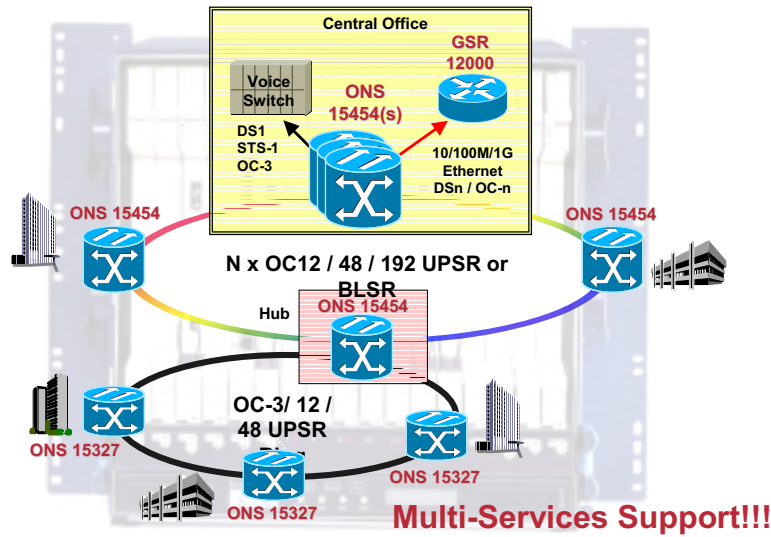 Central Office
GSR
12000
Voice
Switch
ONS
15454(s)
DS1
STS-1
OC-3
10/100M/1G
Ethernet
DSn / OC-n
ONS 15454
ONS 15454
N x OC12 / 48 / 192 UPSR or
BLSR
Hub
ONS 15454
OC-3/ 12 /
48 UPSR
ONS 15327
ONS 15327
ONS 15327
Multi-Services Support!!!